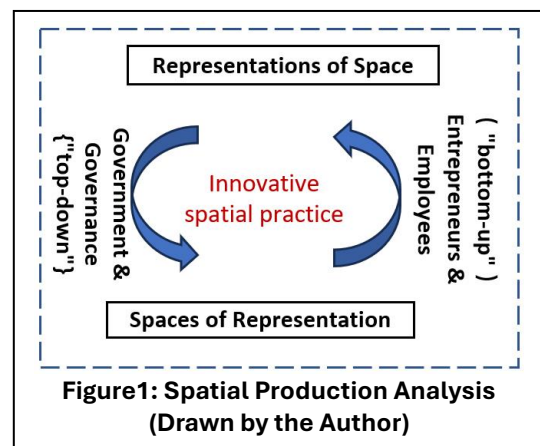 Representations of Space
Government &
Governance
{"top-down"}
Innovative
spatial practice
( "bottom-up" )
Entrepreneurs &
Employees
Spaces of Representation
Figure1: Spatial Production Analysis
(Drawn by the Author)